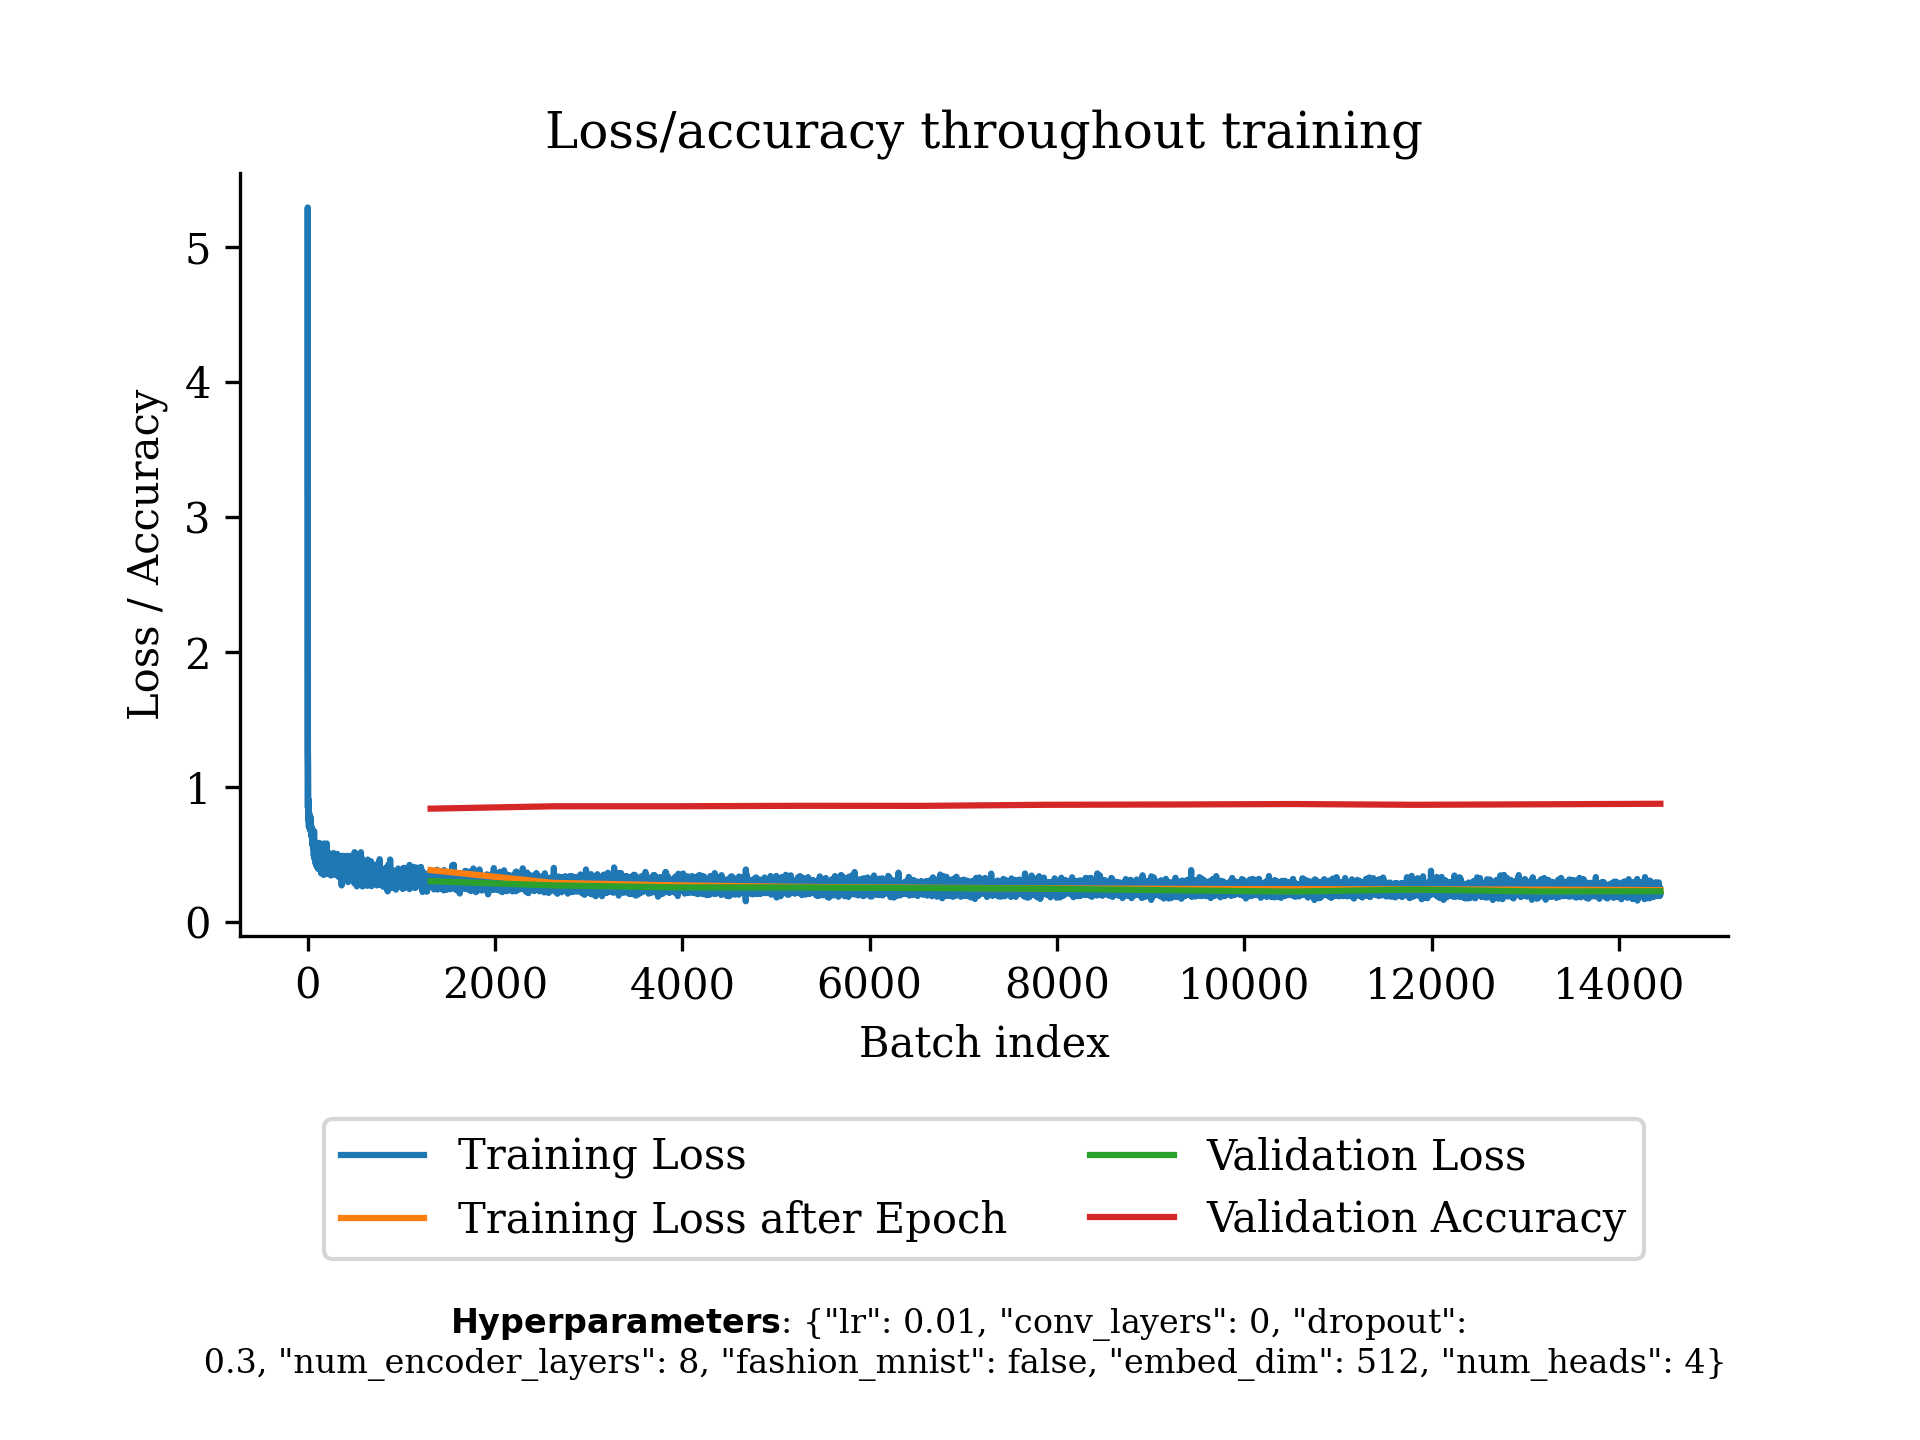 Loss/accuracy throughout training
Loss / Accuracy
5
4
3
2
1
0
0 2000 4000 6000 8000 10000 12000 14000
Batch index
Training Loss
Training Loss after Epoch
Validation Loss
Validation Accuracy
Hyperparameters: {"lr": 0.01, "conv_layers": 0, "dropout":
0.3, "num_encoder_layers": 8, "fashion_mnist": false, "embed_dim": 512, "num_heads": 4}